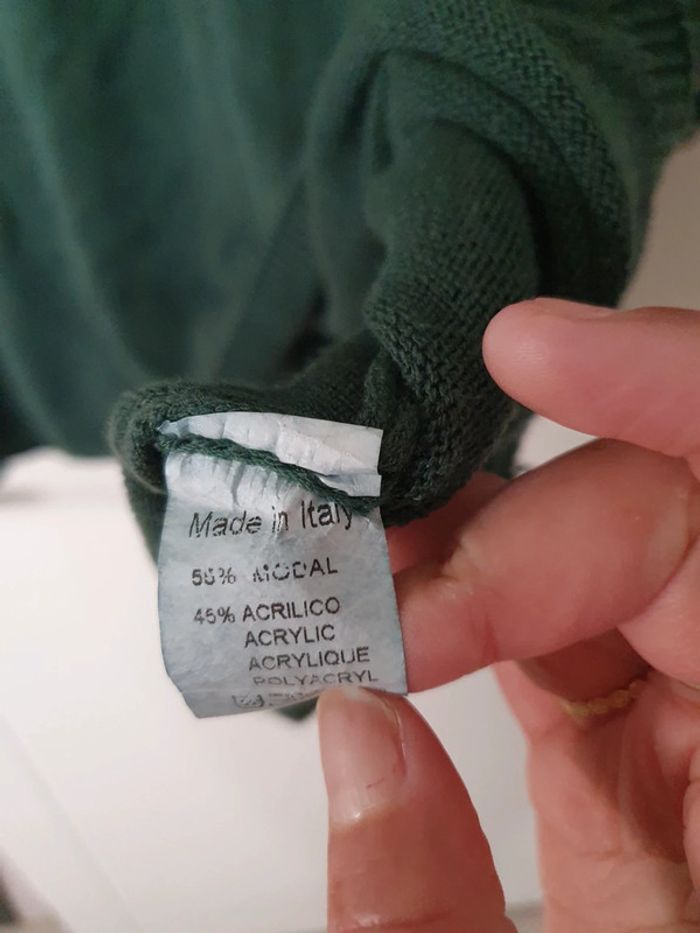 Made in Italy
55% MODAL
45% ACRILICO
ACRYLIC
ACRYLIQUE
POLYACRYL